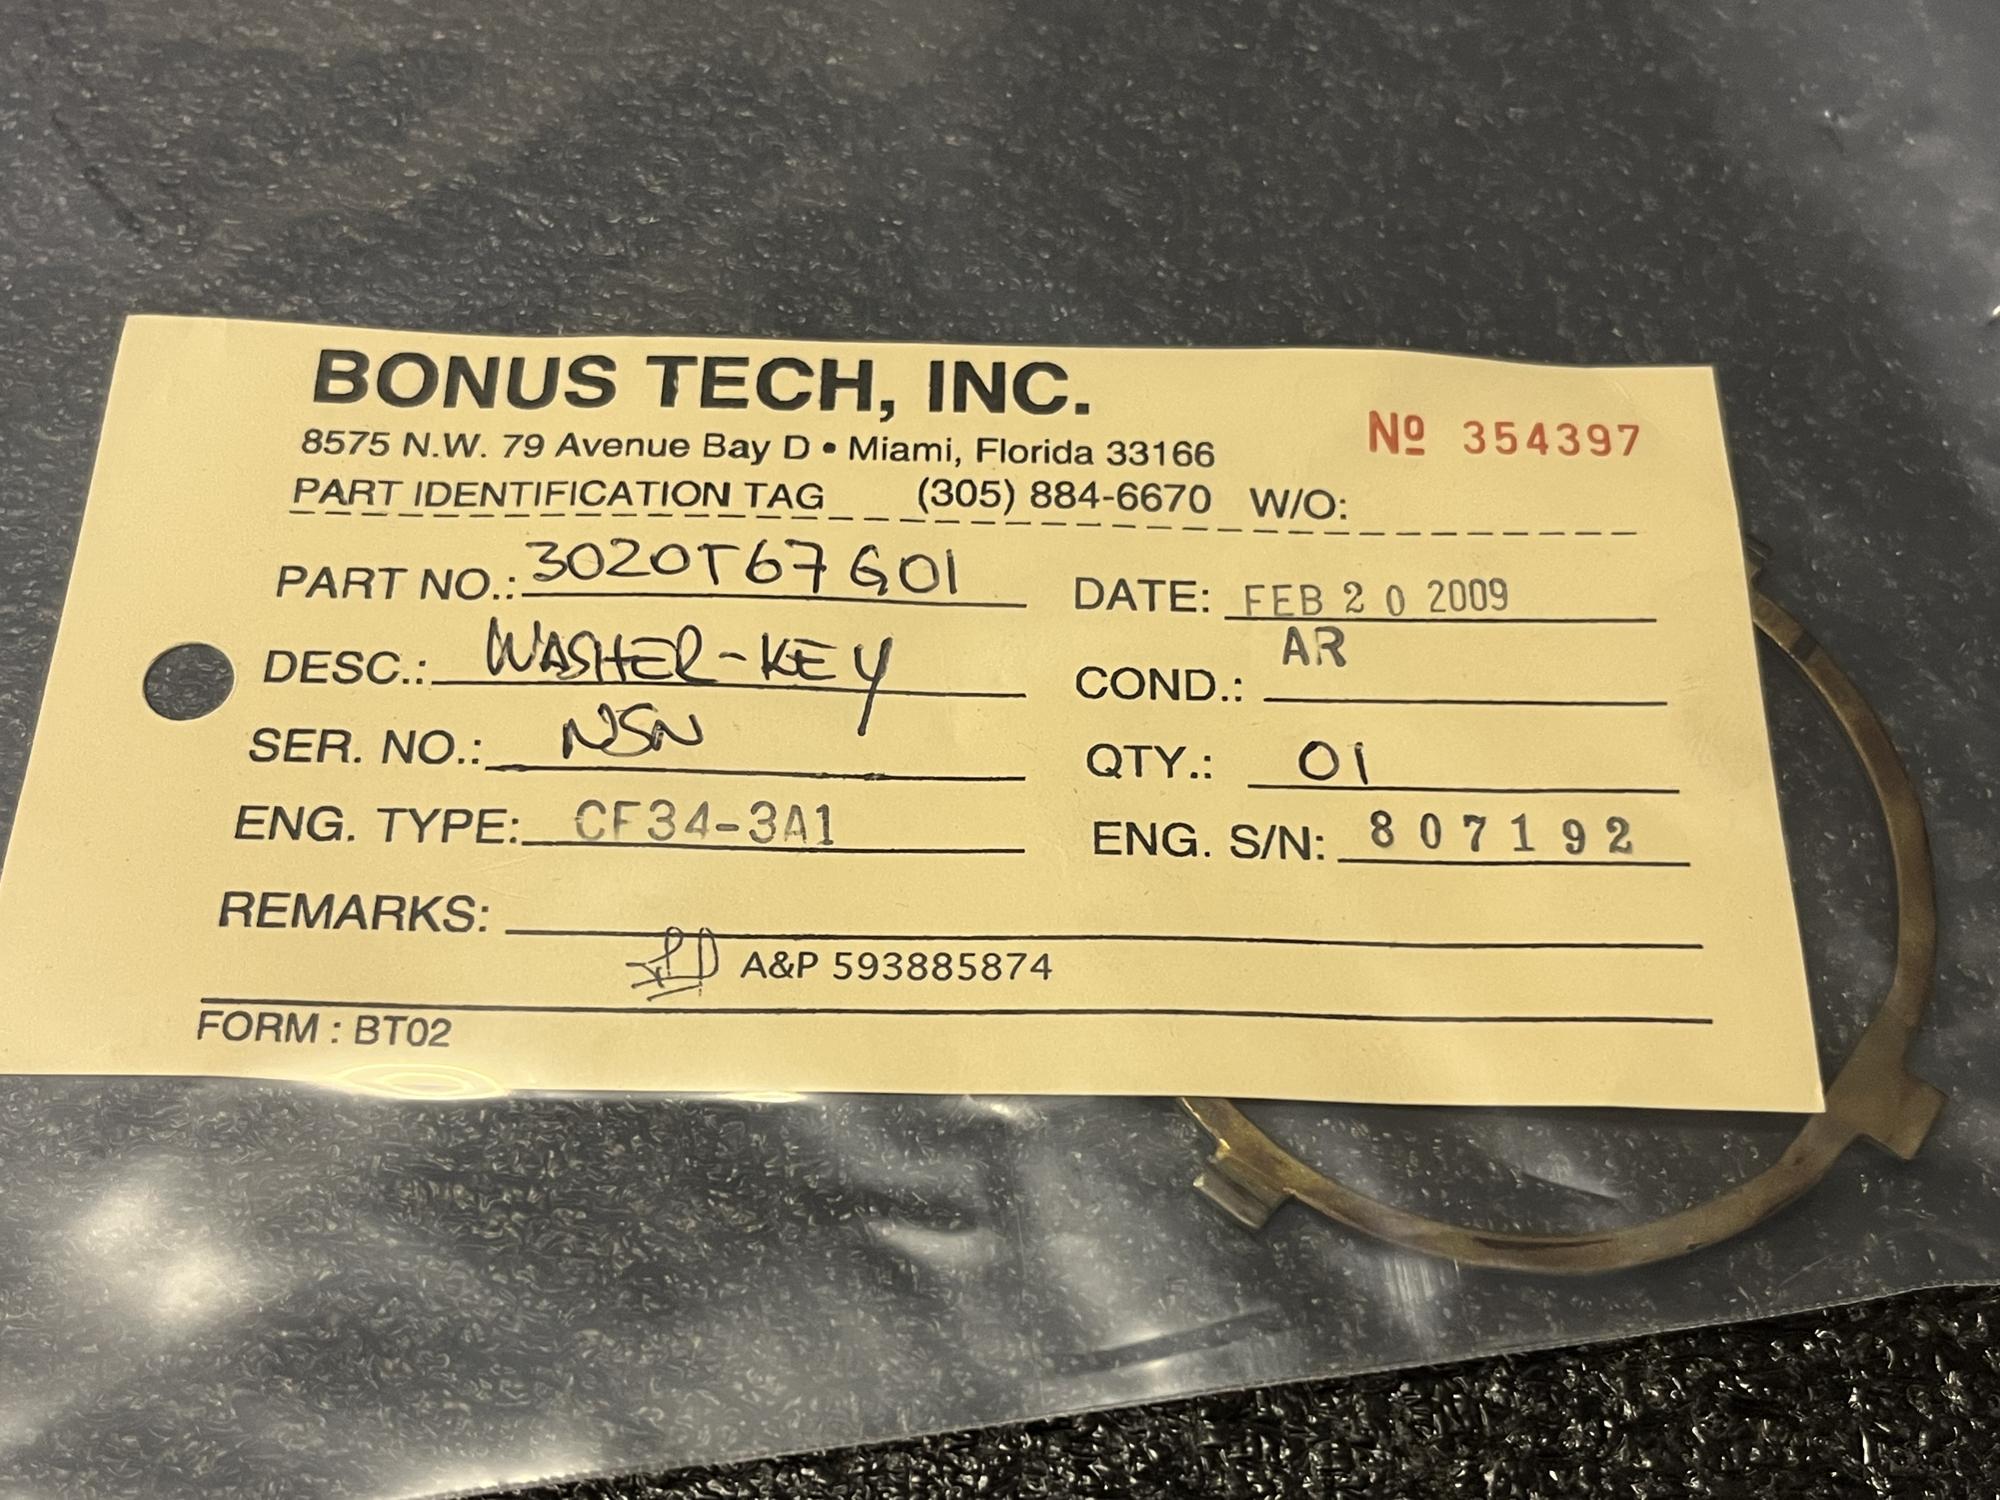 BONUS TECH, INC.
8575 N.W. 79 Avenue Bay D • Miami, Florida 33166
Nº 354397
PART IDENTIFICATION TAG (305) 884-6670 W/O:
PART NO.: 3020T67G01 DATE: FEB 20 2009
DESC.: WASHER-KEY COND.: AR
SER. NO.: NSN QTY.: 01
ENG. TYPE: CF34-3A1 ENG. S/N: 807192
REMARKS:
A&P 593885874
FORM : BT02